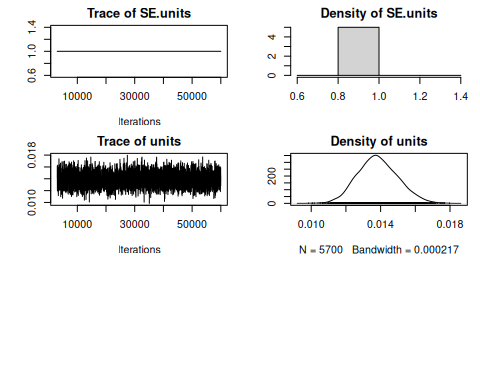 Trace of SE.units
0.6 1.0 1.4
10000 30000 50000
Iterations
Density of SE.units
0 2 4
0.6 0.8 1.0 1.2 1.4
Trace of units
0.010 0.018
10000 30000 50000
Iterations
Density of units
0 200
0.010 0.014 0.018
N = 5700 Bandwidth = 0.000217